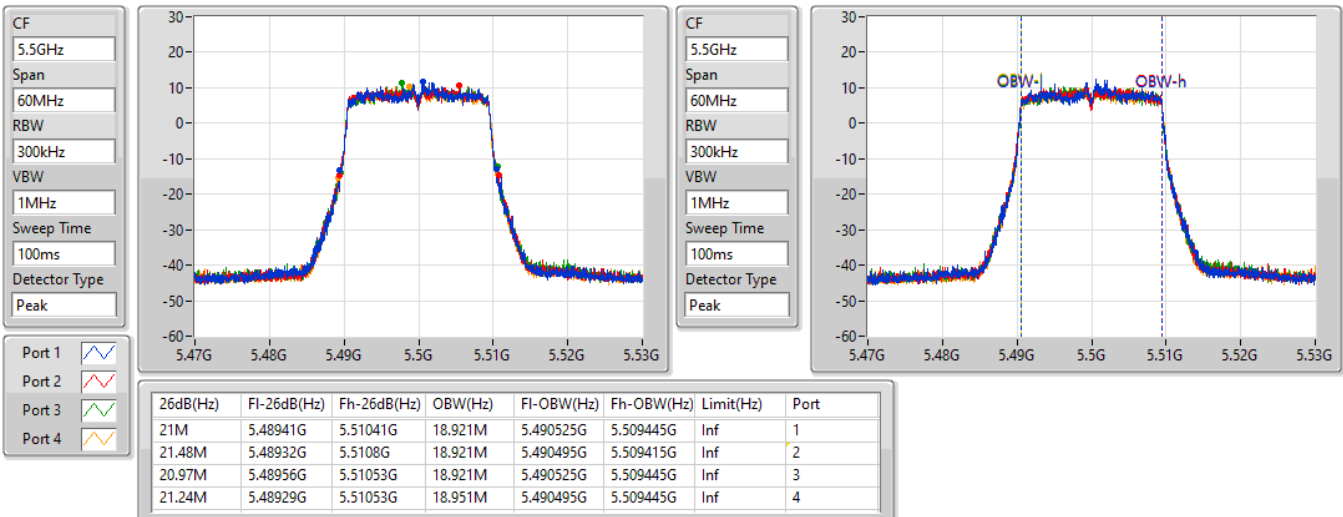 CF
5.5GHz
Span
60MHz
RBW
300kHz
VBW
1MHz
Sweep Time
100ms
Detector Type
Peak
30
20
10
0
-10
-20
-30
-40
-50
-60
5.47G 5.48G 5.49G 5.5G 5.51G 5.52G 5.53G
CF
5.5GHz
Span
60MHz
RBW
300kHz
VBW
1MHz
Sweep Time
100ms
Detector Type
Peak
30
20
10
0
-10
-20
-30
-40
-50
-60
OBW-l OBW-h
5.47G 5.48G 5.49G 5.5G 5.51G 5.52G 5.53G
Port 1
Port 2
Port 3
Port 4
26dB(Hz) Fl-26dB(Hz) Fh-26dB(Hz) OBW(Hz) Fl-OBW(Hz) Fh-OBW(Hz) Limit(Hz) Port
21M 5.48941G 5.51041G 18.921M 5.490525G 5.509445G Inf 1
21.48M 5.48932G 5.5108G 18.921M 5.490495G 5.509415G Inf 2
20.97M 5.48956G 5.51053G 18.921M 5.490525G 5.509445G Inf 3
21.24M 5.48929G 5.51053G 18.951M 5.490495G 5.509445G Inf 4